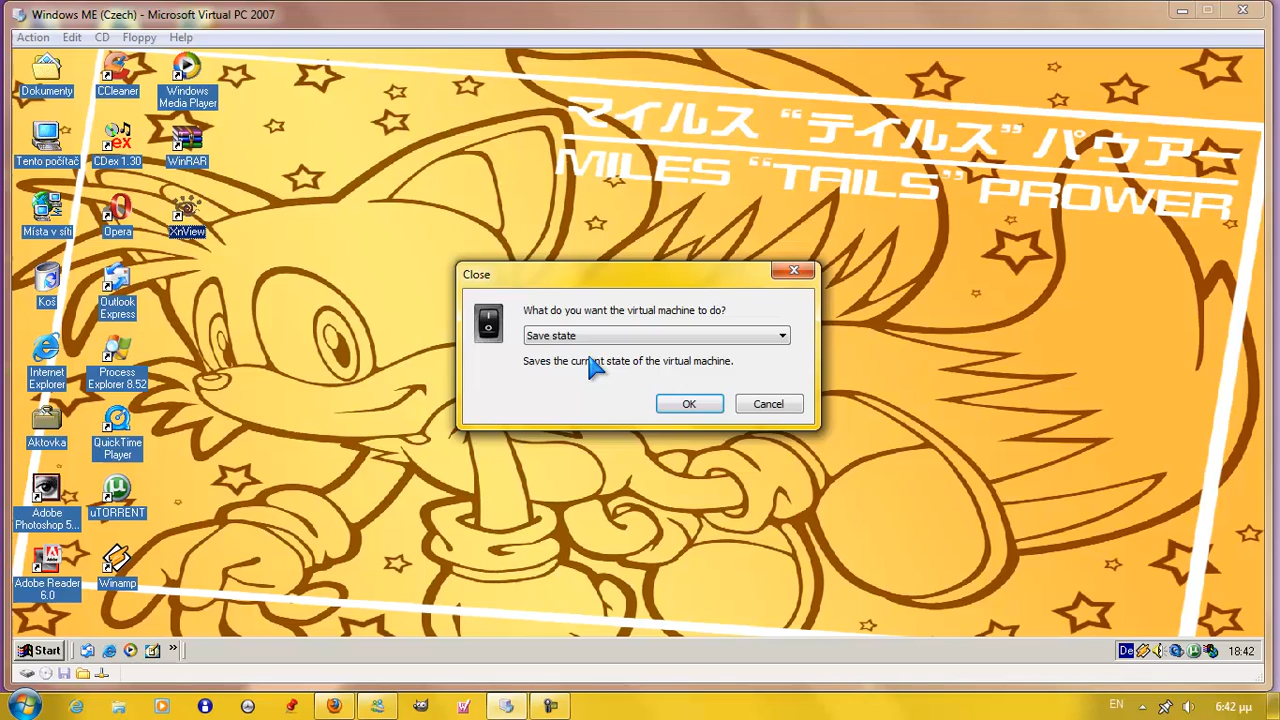 Windows ME (Czech) - Microsoft Virtual PC 2007
Action Edit CD Floppy Help
マイルス “テイルス” パウアー
MILES “TAILS” PROWER
Dokumenty
CCleaner
Windows
Media Player
Tento počítač
CDex 1.30
WinRAR
Místa v síti
Opera
XnView
Koš
Outlook
Express
Internet
Explorer
Process
Explorer 8.52
Aktovka
QuickTime
Player
Adobe
Photoshop 5...
uTORRENT
Adobe Reader
6.0
Winamp
Close
What do you want the virtual machine to do?
Save state
Saves the current state of the virtual machine.
OK Cancel
Start
»
De
18:42
EN
6:42 μμ